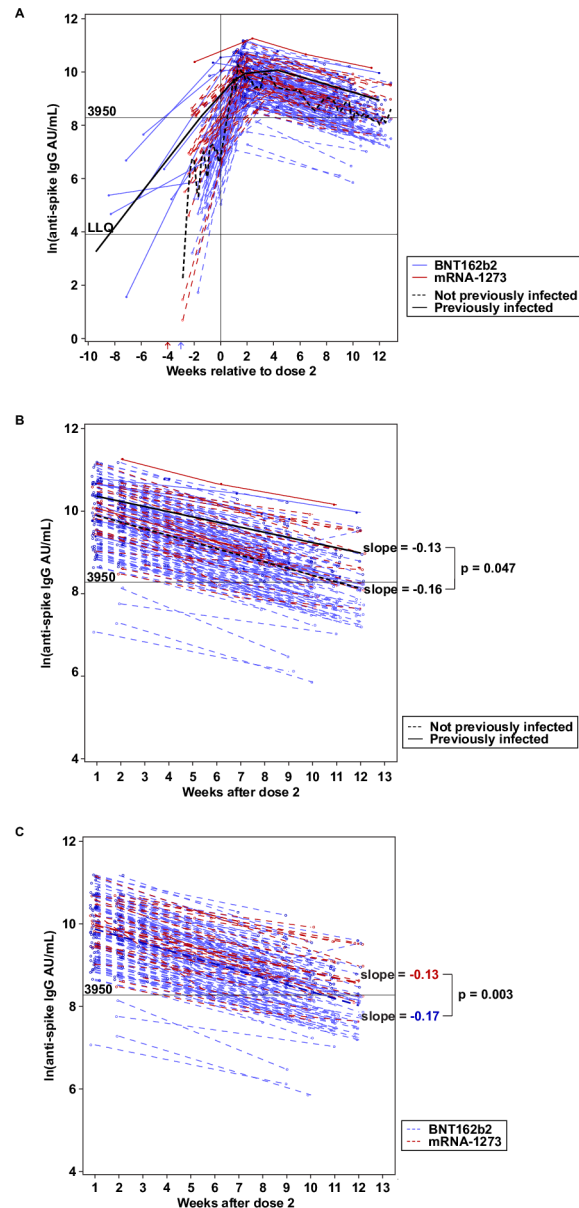 A
12
10
3950
8
6
LLQ
4
2
0
ln(anti-spike IgG AU/mL)
-10 -8 -6 -4 -2 0 2 4 6 8 10 12
Weeks relative to dose 2
BNT162b2
mRNA-1273
Not previously infected
Previously infected
B
12
10
3950
8
6
4
ln(anti-spike IgG AU/mL)
slope = -0.13
p = 0.047
slope = -0.16
1 2 3 4 5 6 7 8 9 10 11 12 13
Weeks after dose 2
Not previously infected
Previously infected
C
12
10
3950
8
6
4
ln(anti-spike IgG AU/mL)
slope = -0.13
p = 0.003
slope = -0.17
1 2 3 4 5 6 7 8 9 10 11 12 13
Weeks after dose 2
BNT162b2
mRNA-1273